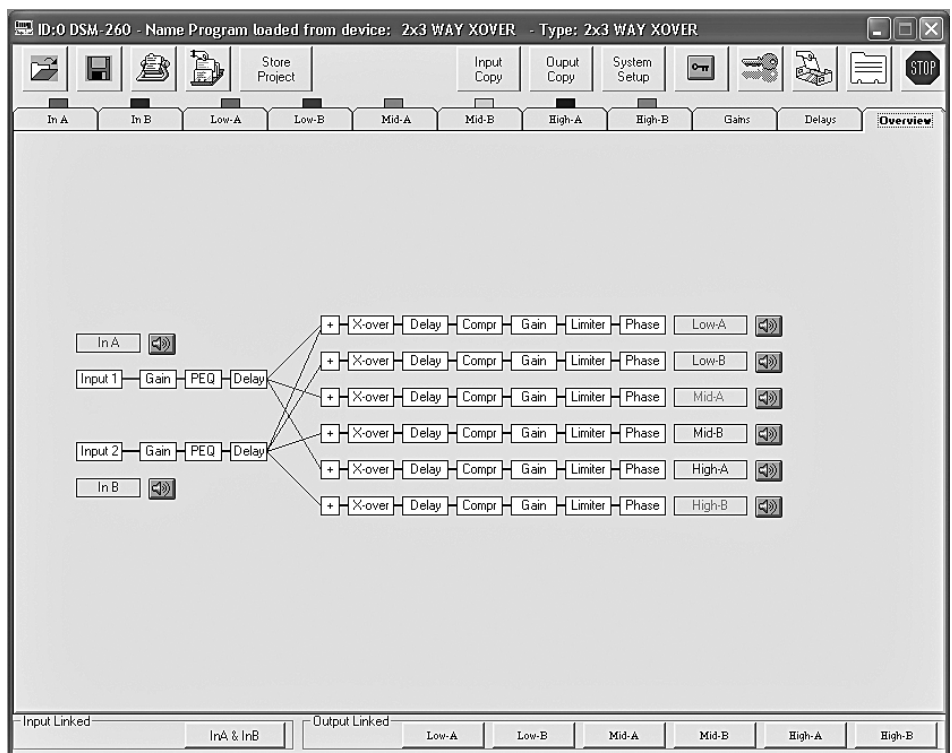 ID:0 DSM-260 - Name Program loaded from device: 2x3 WAY XOVER - Type: 2x3 WAY XOVER
Store Project
Input Copy
Ouput Copy
System Setup
STOP
In A In B Low-A Low-B Mid-A Mid-B High-A High-B Gains Delays Overview
+ X-over Delay Compr Gain Limiter Phase Low-A
In A
+ X-over Delay Compr Gain Limiter Phase Low-B
Input 1 Gain PEQ Delay
+ X-over Delay Compr Gain Limiter Phase Mid-A
+ X-over Delay Compr Gain Limiter Phase Mid-B
Input 2 Gain PEQ Delay
+ X-over Delay Compr Gain Limiter Phase High-A
In B
+ X-over Delay Compr Gain Limiter Phase High-B
Input Linked Output Linked
InA & InB Low-A Low-B Mid-A Mid-B High-A High-B